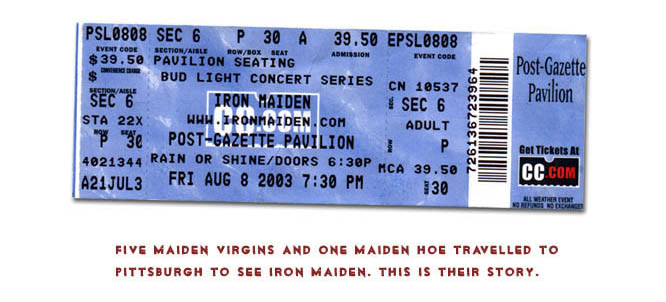 PSL0808 SEC 6 P 30 A 39.50 EPSL0808
EVENT CODE SECTION/AISLE ROW/BOX SEAT ADMISSION EVENT CODE
$39.50 PAVILION SEATING
$ CONVENIENCE CHARGE BUD LIGHT CONCERT SERIES CN 10537
SECTION/AISLE
SEC 6 IRON MAIDEN SEC. SEC 6
STA 22X WWW.IRONMAIDEN.COM ADULT
ROW SEAT
P 30 POST-GAZETTE PAVILION ROW P
4021344 RAIN OR SHINE/DOORS 6:30P MCA 39.50
A21JUL3 FRI AUG 8 2003 7:30 PM SEAT 30
CC.COM
726136723964
Post-Gazette
Pavilion
Get Tickets At
CC.COM
ALL WEATHER EVENT
NO REFUNDS NO EXCHANGES
FIVE MAIDEN VIRGINS AND ONE MAIDEN HOE TRAVELLED TO
PITTSBURGH TO SEE IRON MAIDEN. THIS IS THEIR STORY.